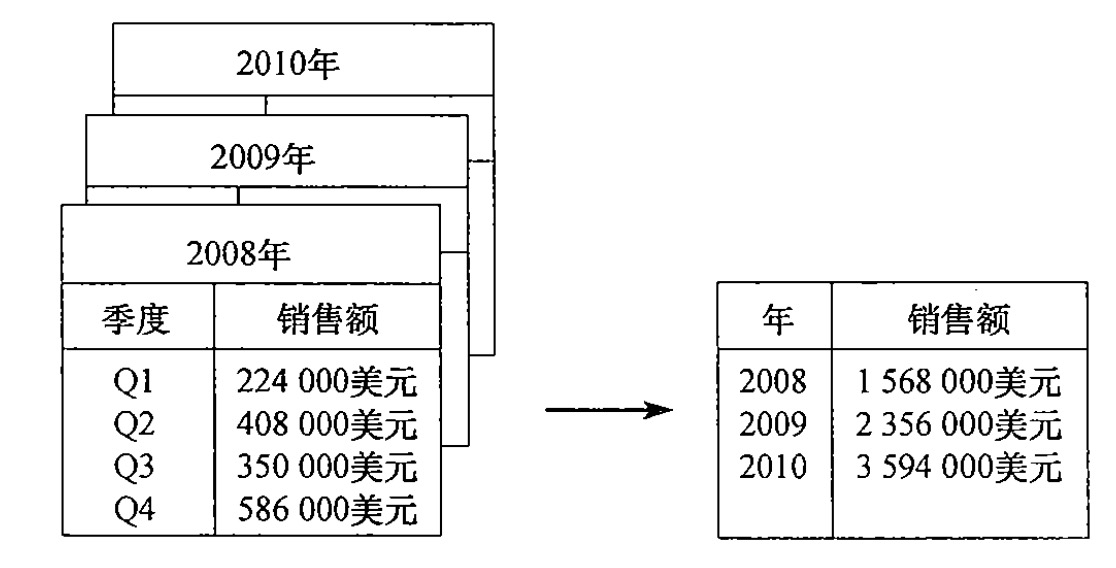 2010年
2009年
2008年
季度 销售额
Q1 224 000美元
Q2 408 000美元
Q3 350 000美元
Q4 586 000美元
年 销售额
2008 1 568 000美元
2009 2 356 000美元
2010 3 594 000美元